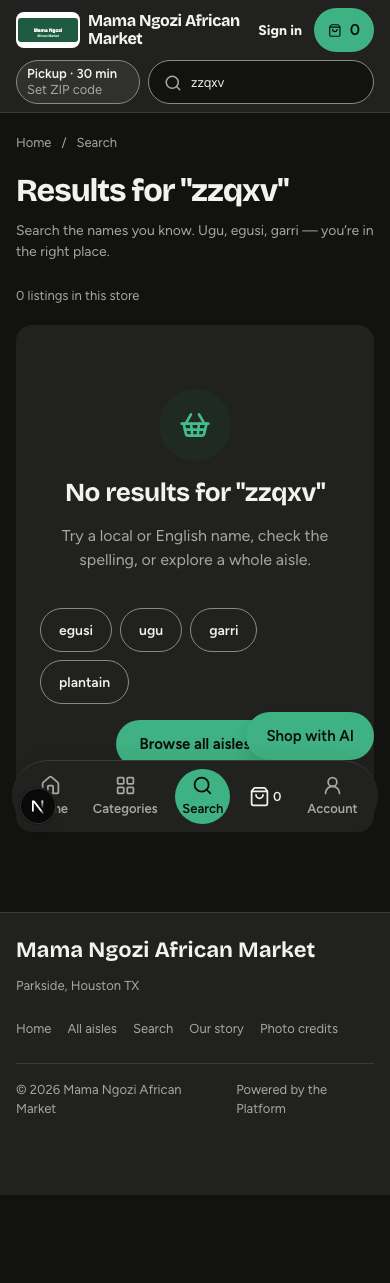 Mama Ngozi
African Market
Mama Ngozi African
Market
Sign in
0
Pickup · 30 min
Set ZIP code
zzqxv
Home / Search
Results for "zzqxv"
Search the names you know. Ugu, egusi, garri — you're in
the right place.
0 listings in this store
No results for "zzqxv"
Try a local or English name, check the
spelling, or explore a whole aisle.
egusi
ugu
garri
plantain
Browse all aisles
Shop with AI
N
Categories
Search
0
Account
Mama Ngozi African Market
Parkside, Houston TX
Home All aisles Search Our story Photo credits
© 2026 Mama Ngozi African
Market
Powered by the
Platform